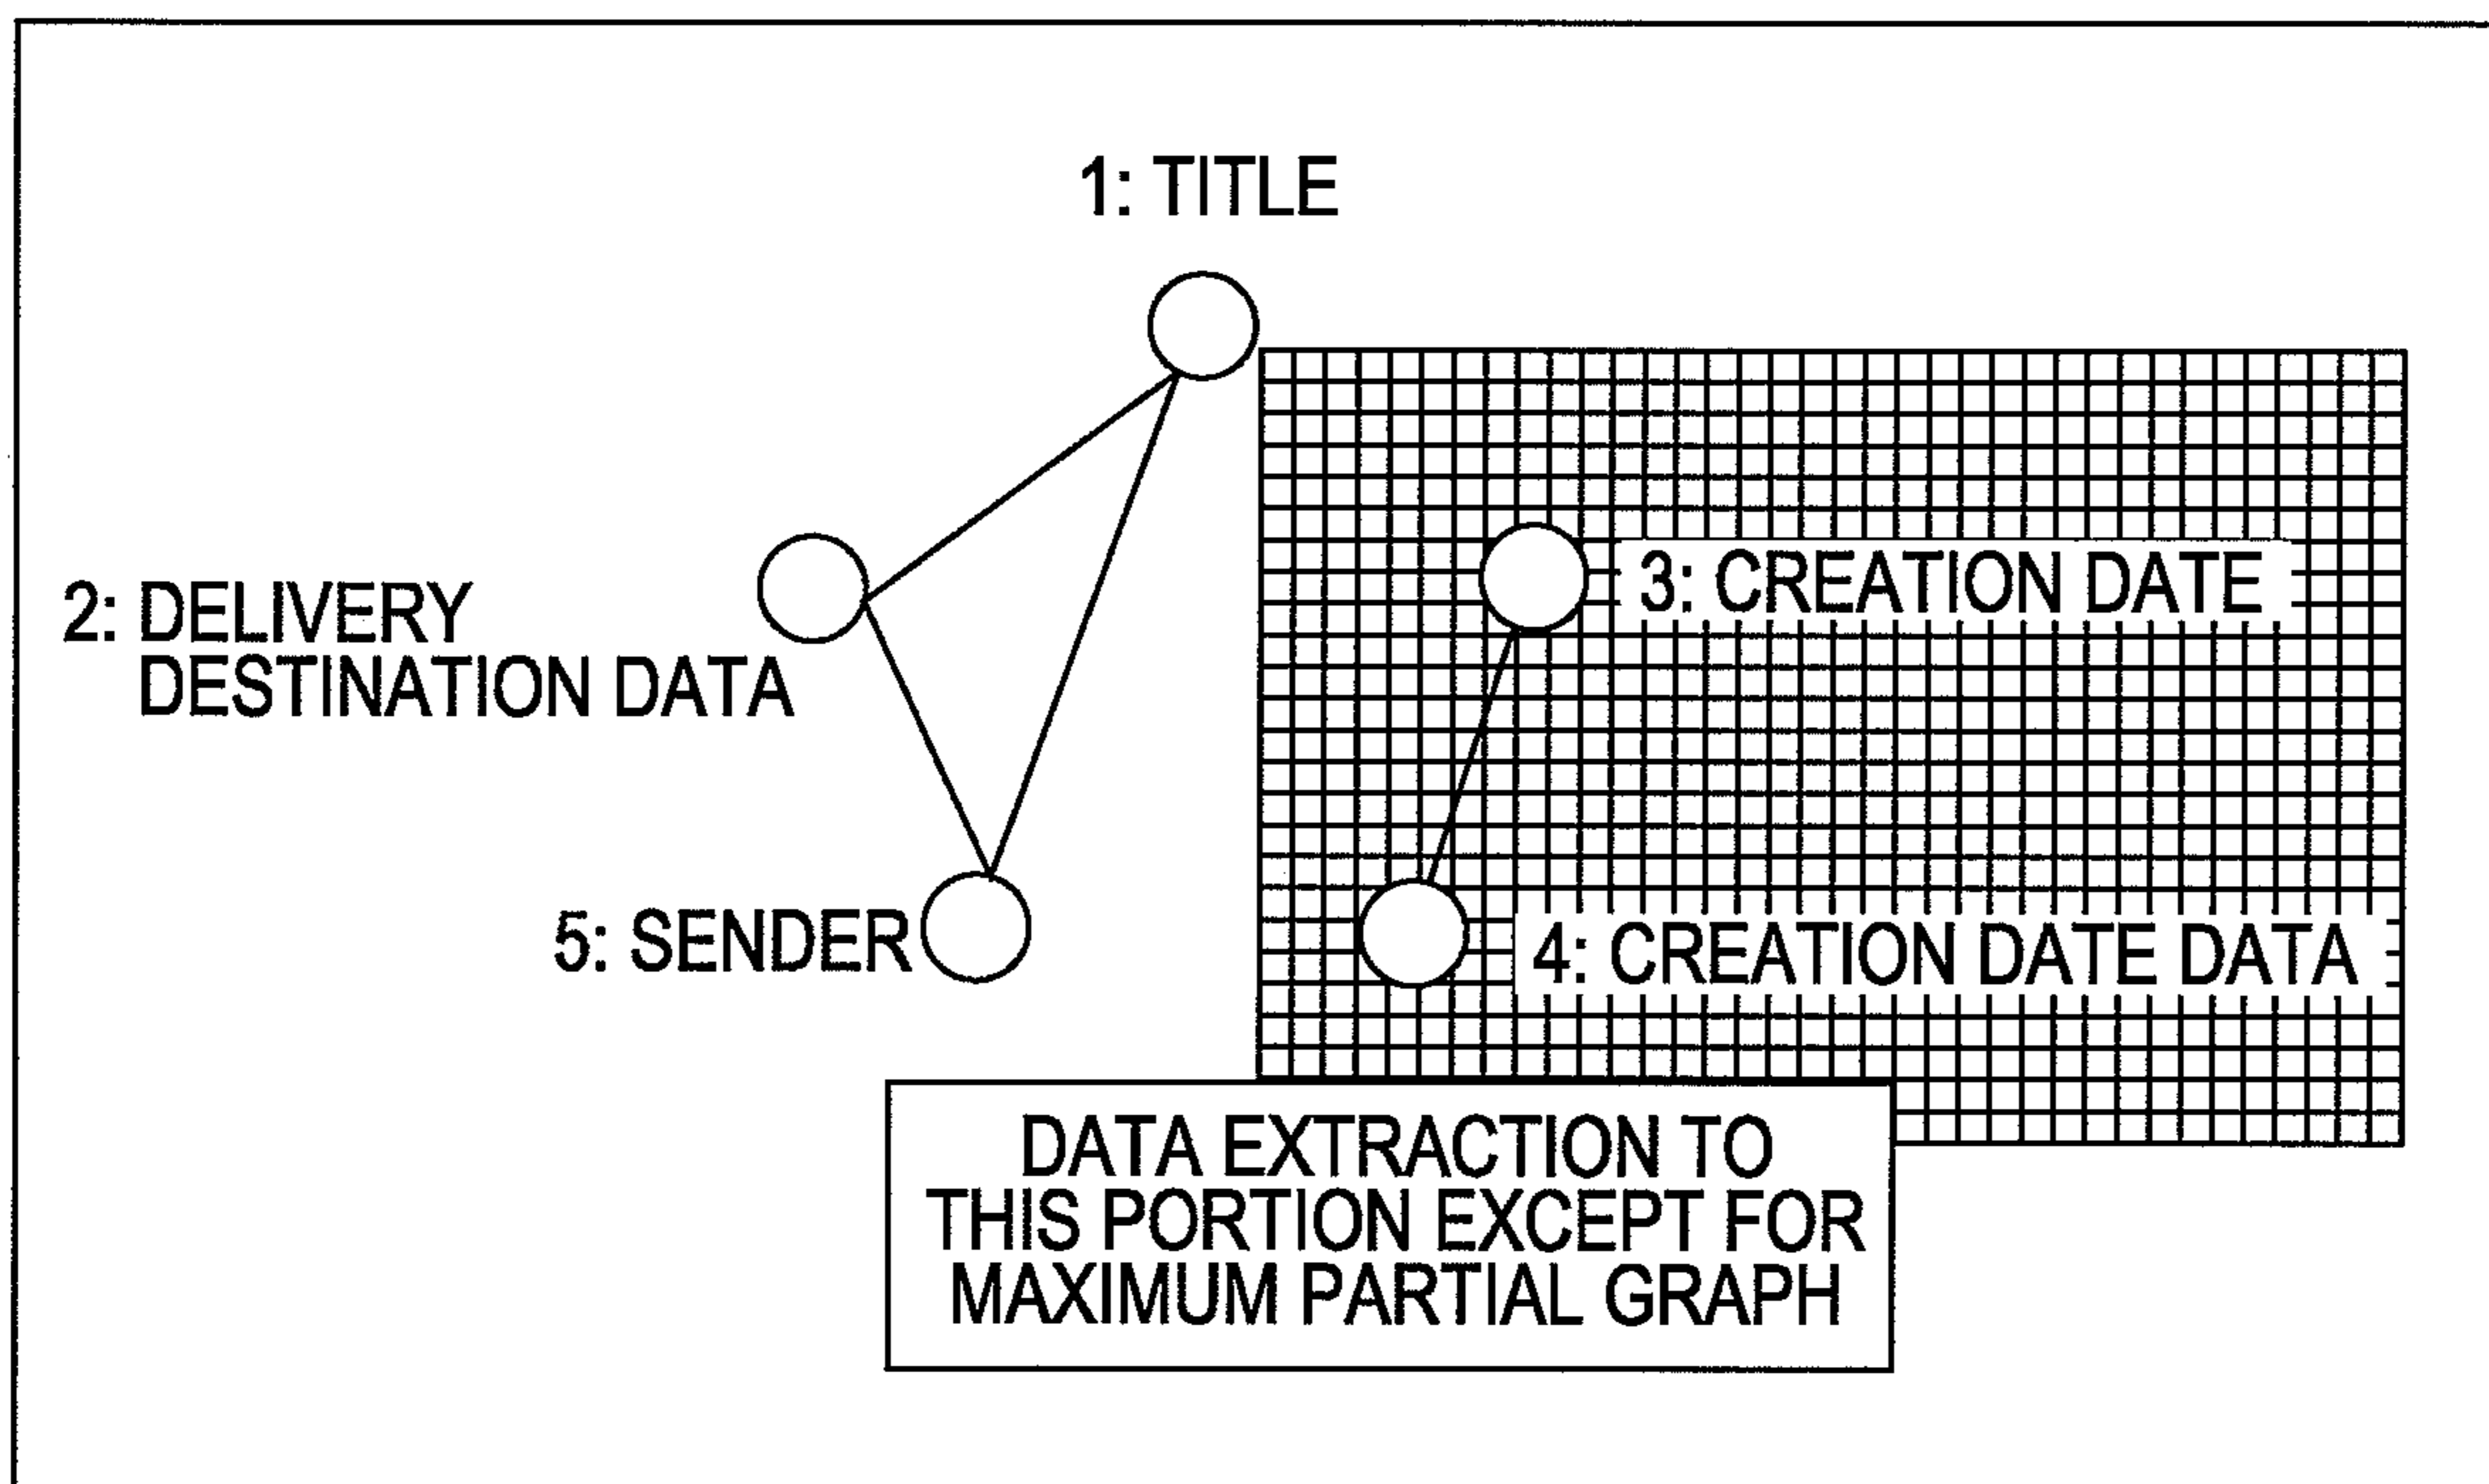 1: TITLE
2: DELIVERY
DESTINATION DATA
3: CREATION DATE
5: SENDER
4: CREATION DATE DATA
DATA EXTRACTION TO
THIS PORTION EXCEPT FOR
MAXIMUM PARTIAL GRAPH